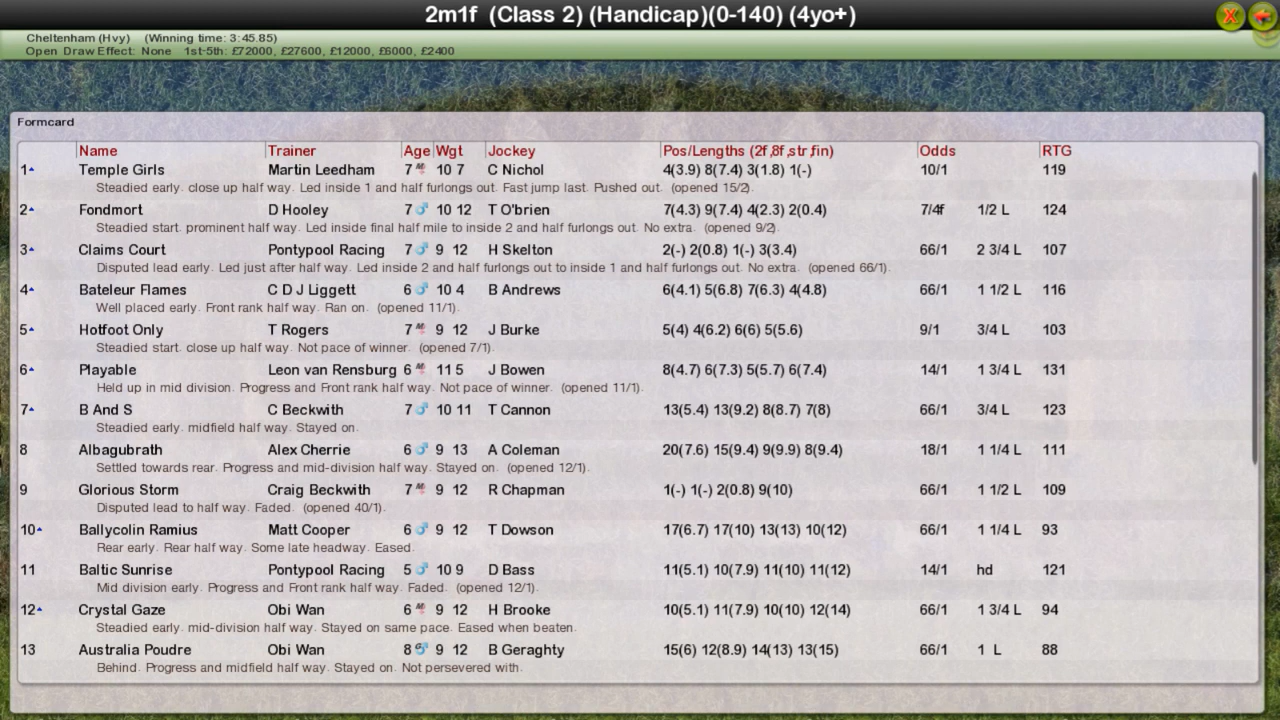 2m1f (Class 2) (Handicap)(0-140) (4yo+)
Cheltenham (Hvy) (Winning time: 3:45.85)
Open Draw Effect: None 1st-5th: £72000, £27600, £12000, £6000, £2400
Formcard
Name Trainer Age Wgt Jockey Pos/Lengths (2f,8f,str,fin) Odds RTG
1 Temple Girls Martin Leedham 7 10 7 C Nichol 4(3.9) 8(7.4) 3(1.8) 1(-) 10/1 119
Steadied early. close up half way. Led inside 1 and half furlongs out. Fast jump last. Pushed out. (opened 15/2).
2 Fondmort D Hooley 7 ♂ 10 12 T O'brien 7(4.3) 9(7.4) 4(2.3) 2(0.4) 7/4f 1/2 L 124
Steadied start. prominent half way. Led inside final half mile to inside 2 and half furlongs out. No extra. (opened 9/2).
3 Claims Court Pontypool Racing 7 ♂ 9 12 H Skelton 2(-) 2(0.8) 1(-) 3(3.4) 66/1 2 3/4 L 107
Disputed lead early. Led just after half way. Led inside 2 and half furlongs out to inside 1 and half furlongs out. No extra. (opened 66/1).
4 Bateleur Flames C D J Liggett 6 ♂ 10 4 B Andrews 6(4.1) 5(6.8) 7(6.3) 4(4.8) 66/1 1 1/2 L 116
Well placed early. Front rank half way. Ran on. (opened 11/1).
5 Hotfoot Only T Rogers 7 9 12 J Burke 5(4) 4(6.2) 6(6) 5(5.6) 9/1 3/4 L 103
Steadied start. close up half way. Not pace of winner. (opened 7/1).
6 Playable Leon van Rensburg 6 11 5 J Bowen 8(4.7) 6(7.3) 5(5.7) 6(7.4) 14/1 1 3/4 L 131
Held up in mid division. Progress and Front rank half way. Not pace of winner. (opened 11/1).
7 B And S C Beckwith 7 ♂ 10 11 T Cannon 13(5.4) 13(9.2) 8(8.7) 7(8) 66/1 3/4 L 123
Steadied early. midfield half way. Stayed on.
8 Albagubrath Alex Cherrie 6 ♂ 9 13 A Coleman 20(7.6) 15(9.4) 9(9.9) 8(9.4) 18/1 1 1/4 L 111
Settled towards rear. Progress and mid-division half way. Stayed on. (opened 12/1).
9 Glorious Storm Craig Beckwith 7 9 12 R Chapman 1(-) 1(-) 2(0.8) 9(10) 66/1 1 1/2 L 109
Disputed lead to half way. Faded. (opened 40/1).
10 Ballycolin Ramius Matt Cooper 6 ♂ 9 12 T Dowson 17(6.7) 17(10) 13(13) 10(12) 66/1 1 1/4 L 93
Rear early. Rear half way. Some late headway. Eased.
11 Baltic Sunrise Pontypool Racing 5 ♂ 10 9 D Bass 11(5.1) 10(7.9) 11(10) 11(12) 14/1 hd 121
Mid division early. Progress and Front rank half way. Faded. (opened 12/1).
12 Crystal Gaze Obi Wan 6 9 12 H Brooke 10(5.1) 11(7.9) 10(10) 12(14) 66/1 1 3/4 L 94
Steadied early. mid-division half way. Stayed on same pace. Eased when beaten.
13 Australia Poudre Obi Wan 8 ♂ 9 12 B Geraghty 15(6) 12(8.9) 14(13) 13(15) 66/1 1 L 88
Behind. Progress and midfield half way. Stayed on. Not persevered with.